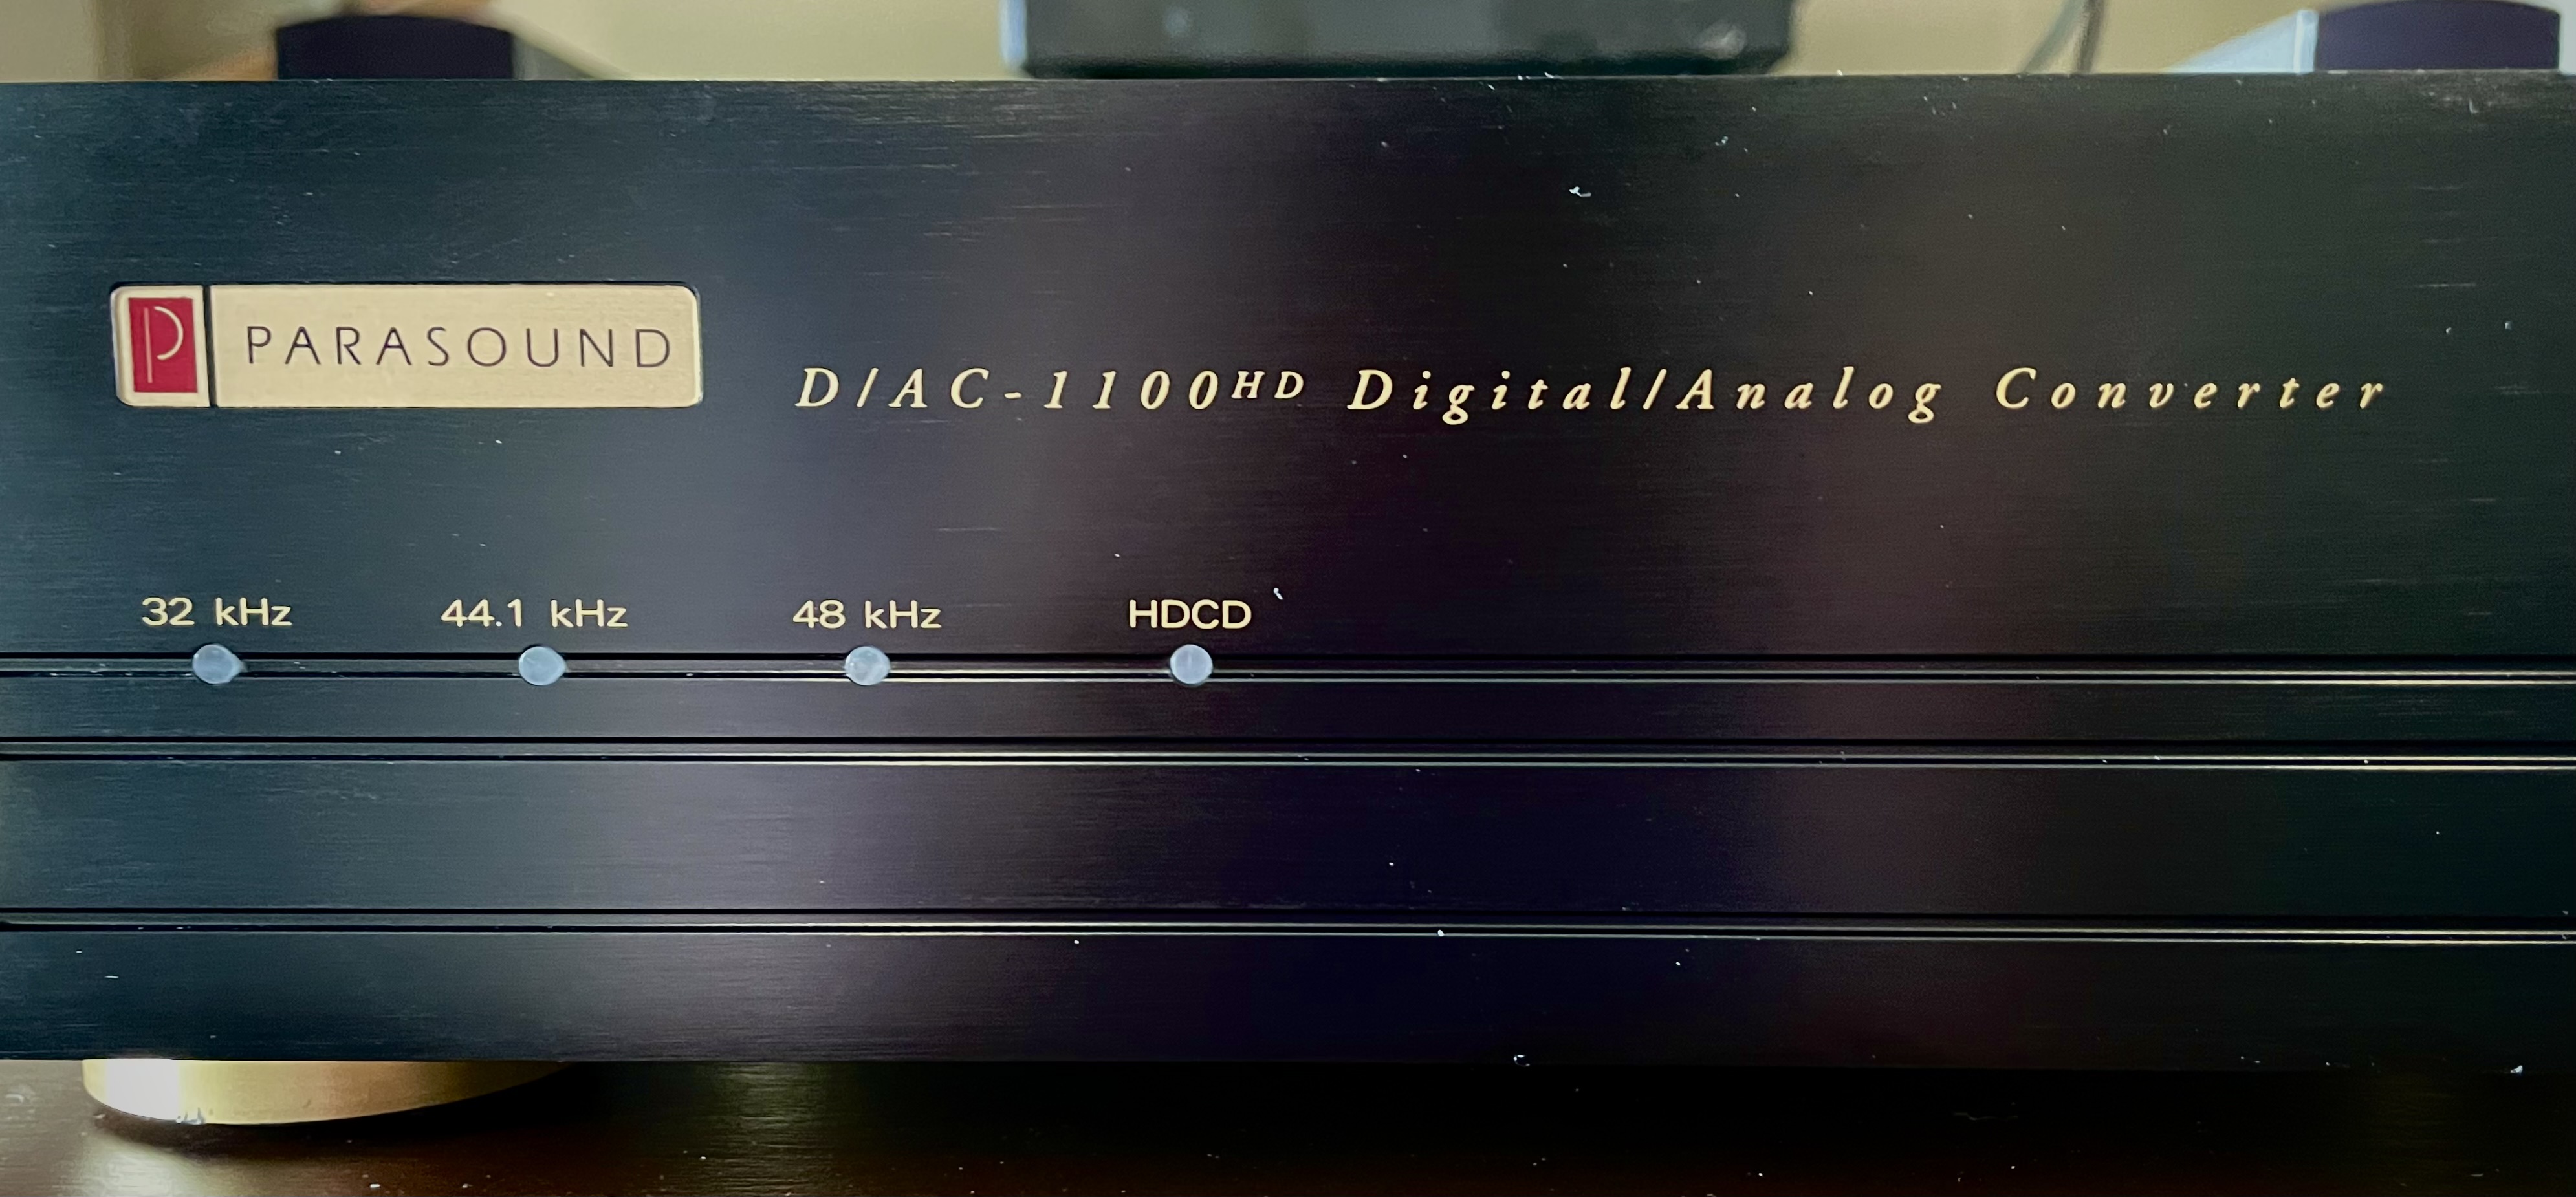 P PARASOUND
D/AC-1100HD Digital/Analog Converter
32 kHz 44.1 kHz 48 kHz HDCD